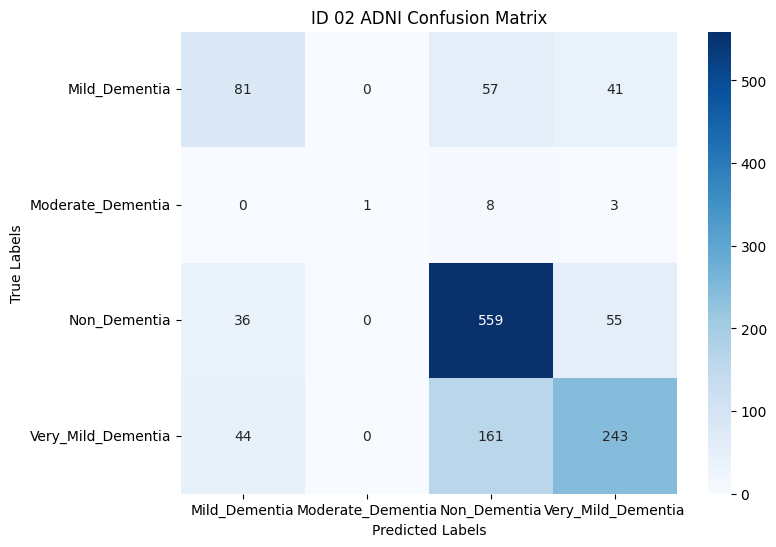 ID 02 ADNI Confusion Matrix
True Labels
Mild_Dementia 81 0 57 41
Moderate_Dementia 0 1 8 3
Non_Dementia 36 0 559 55
Very_Mild_Dementia 44 0 161 243
Mild_Dementia Moderate_Dementia Non_Dementia Very_Mild_Dementia
Predicted Labels
500
400
300
200
100
0